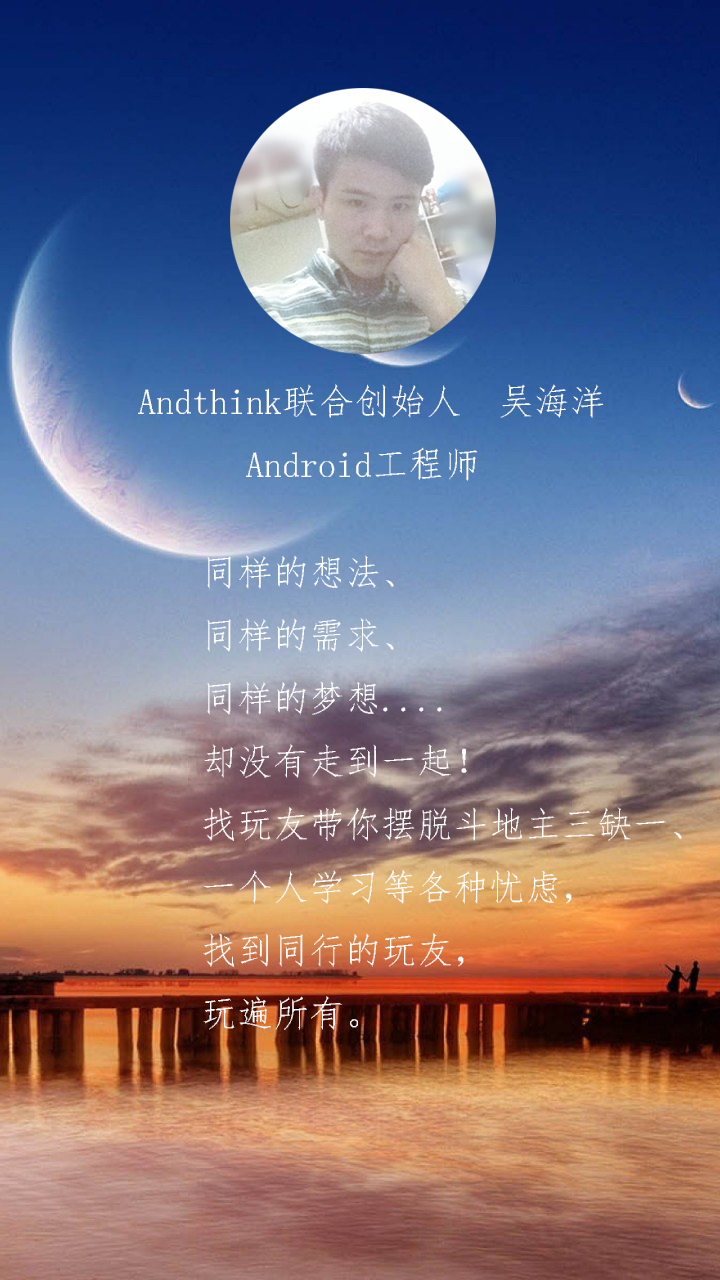 Andthink联合创始人 吴海洋
Android工程师
同样的想法、
同样的需求、
同样的梦想....
却没有走到一起!
找玩友带你摆脱斗地主三缺一、
一个人学习等各种忧虑,
找到同行的玩友,
玩遍所有。